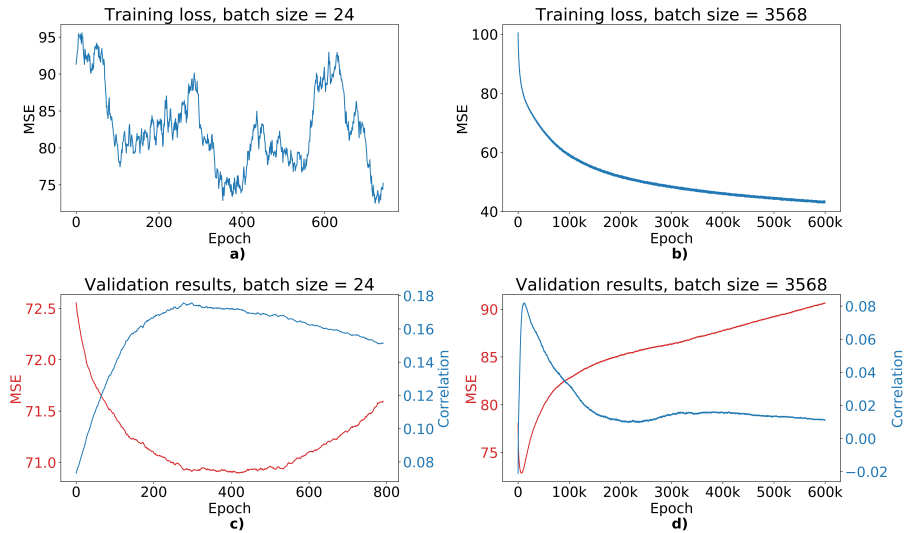 Training loss, batch size = 24
MSE
95
90
85
80
75
0 200 400 600
Epoch
a)
Training loss, batch size = 3568
MSE
100
80
60
40
0 100k 200k 300k 400k 500k 600k
Epoch
b)
Validation results, batch size = 24
MSE
72.5
72.0
71.5
71.0
0.18
0.16
0.14
0.12
0.10
0.08
Correlation
0 200 400 600 800
Epoch
c)
Validation results, batch size = 3568
MSE
90
85
80
75
0.08
0.06
0.04
0.02
0.00
−0.02
Correlation
0 100k 200k 300k 400k 500k 600k
Epoch
d)